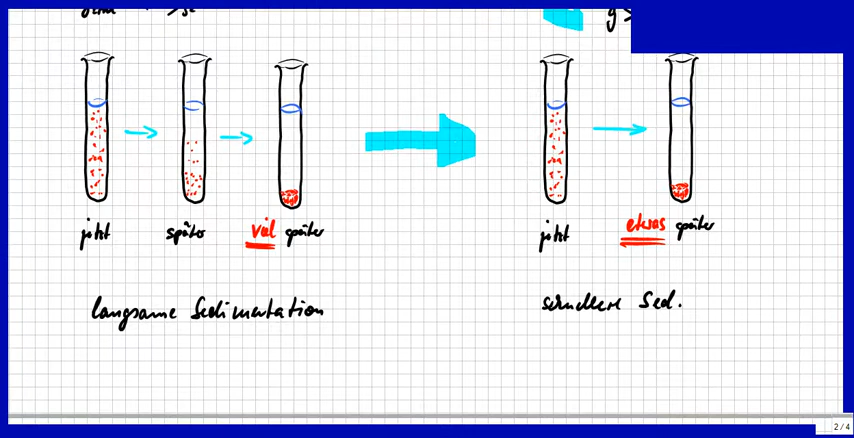 g >
jetzt
später
viel später
jetzt
etwas später
langsame Sedimentation
schnellere Sed.
2/4